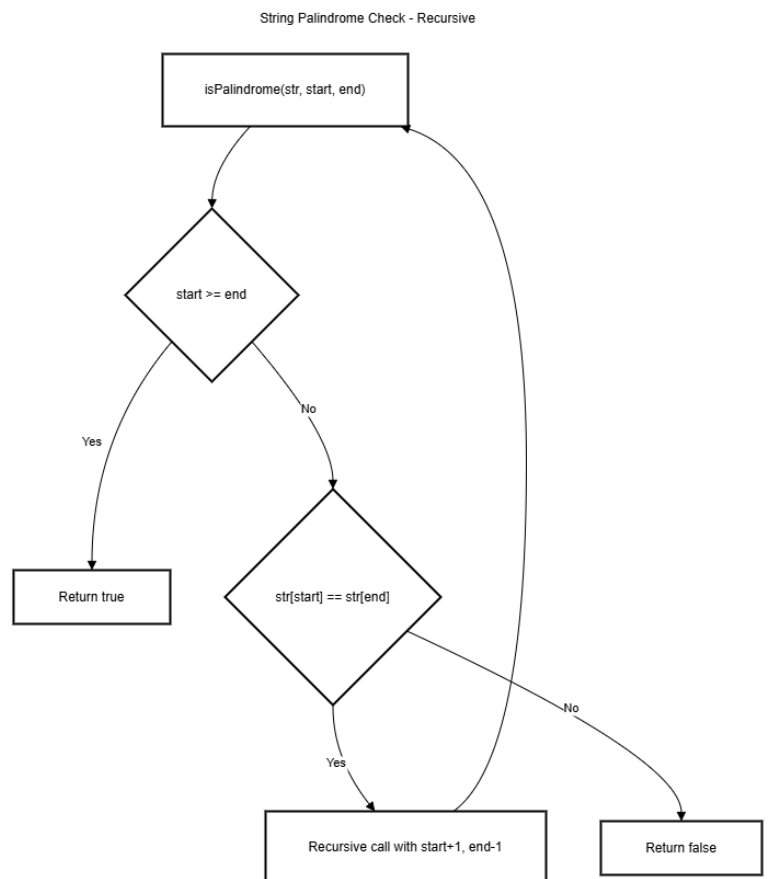 String Palindrome Check - Recursive
isPalindrome(str, start, end)
start >= end
Yes
No
Return true
str[start] == str[end]
No
Yes
Recursive call with start+1, end-1
Return false